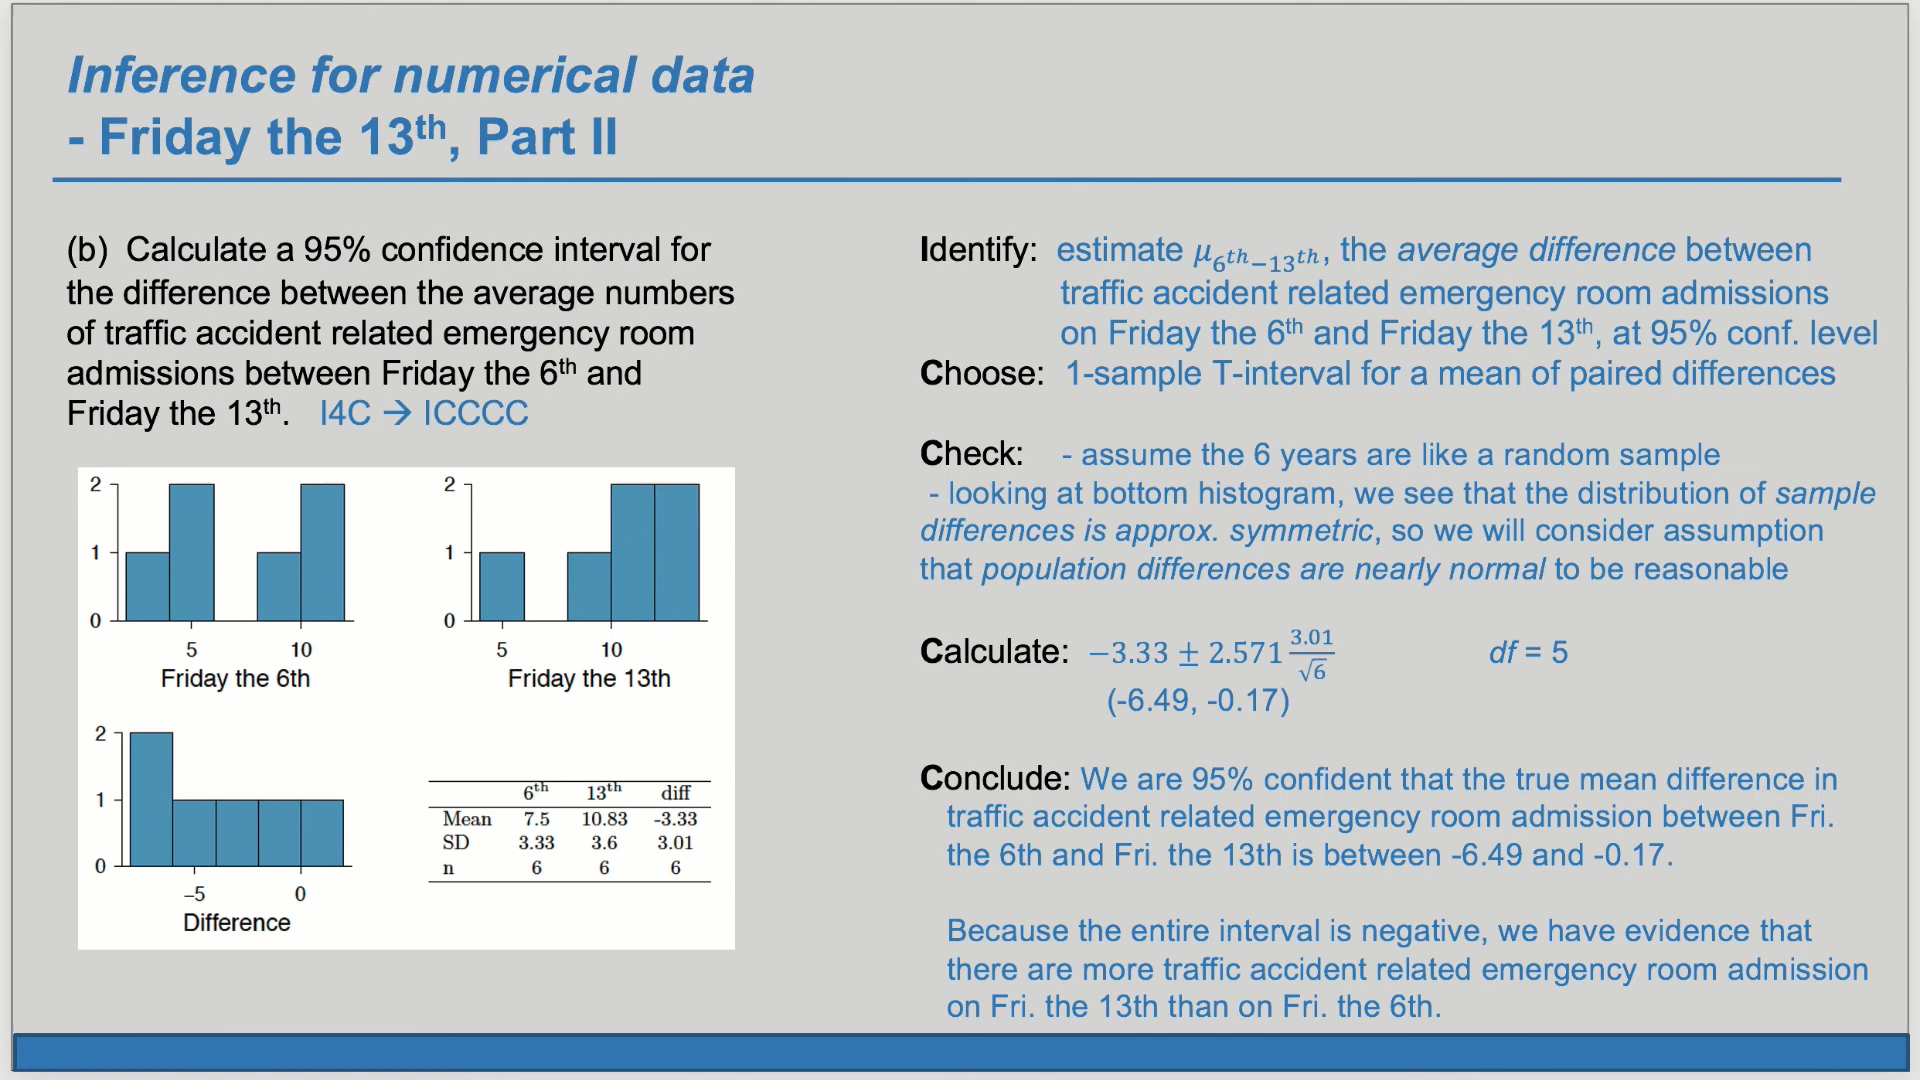 Inference for numerical data
- Friday the 13th, Part II
(b) Calculate a 95% confidence interval for
the difference between the average numbers
of traffic accident related emergency room
admissions between Friday the 6th and
Friday the 13th. I4C → ICCCC
2
1
0
5 10
Friday the 6th
2
1
0
5 10
Friday the 13th
2
1
0
−5 0
Difference
6th 13th diff
Mean 7.5 10.83 -3.33
SD 3.33 3.6 3.01
n 6 6 6
Identify: estimate μ6th−13th, the average difference between
traffic accident related emergency room admissions
on Friday the 6th and Friday the 13th, at 95% conf. level
Choose: 1-sample T-interval for a mean of paired differences
Check: - assume the 6 years are like a random sample
- looking at bottom histogram, we see that the distribution of sample
differences is approx. symmetric, so we will consider assumption
that population differences are nearly normal to be reasonable
Calculate: −3.33 ± 2.571 3.01/√6 df = 5
(-6.49, -0.17)
Conclude: We are 95% confident that the true mean difference in
traffic accident related emergency room admission between Fri.
the 6th and Fri. the 13th is between -6.49 and -0.17.
Because the entire interval is negative, we have evidence that
there are more traffic accident related emergency room admission
on Fri. the 13th than on Fri. the 6th.